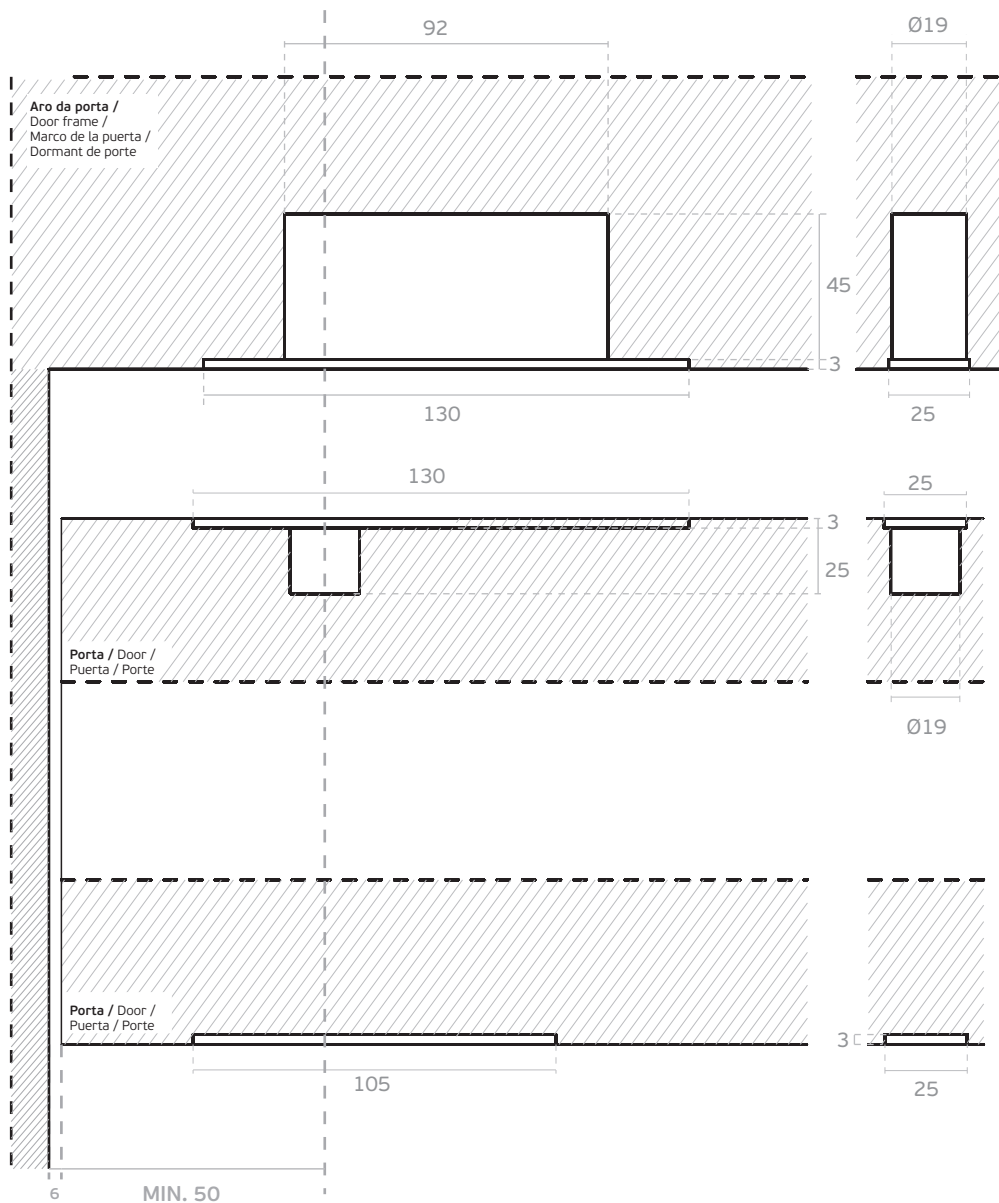 92
Ø19
Aro da porta /
Door frame /
Marco de la puerta /
Dormant de porte
45
3
130
25
130
25
3
25
Porta / Door /
Puerta / Porte
Ø19
Porta / Door /
Puerta / Porte
3
105
25
6
MIN. 50